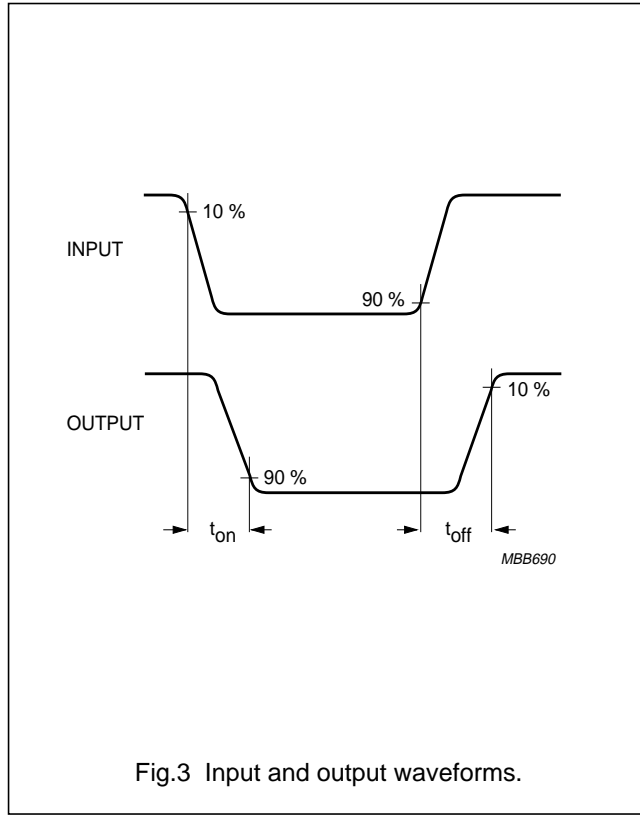 10 %
INPUT
90 %
10 %
OUTPUT
90 %
ton
toff
MBB690
Fig.3 Input and output waveforms.